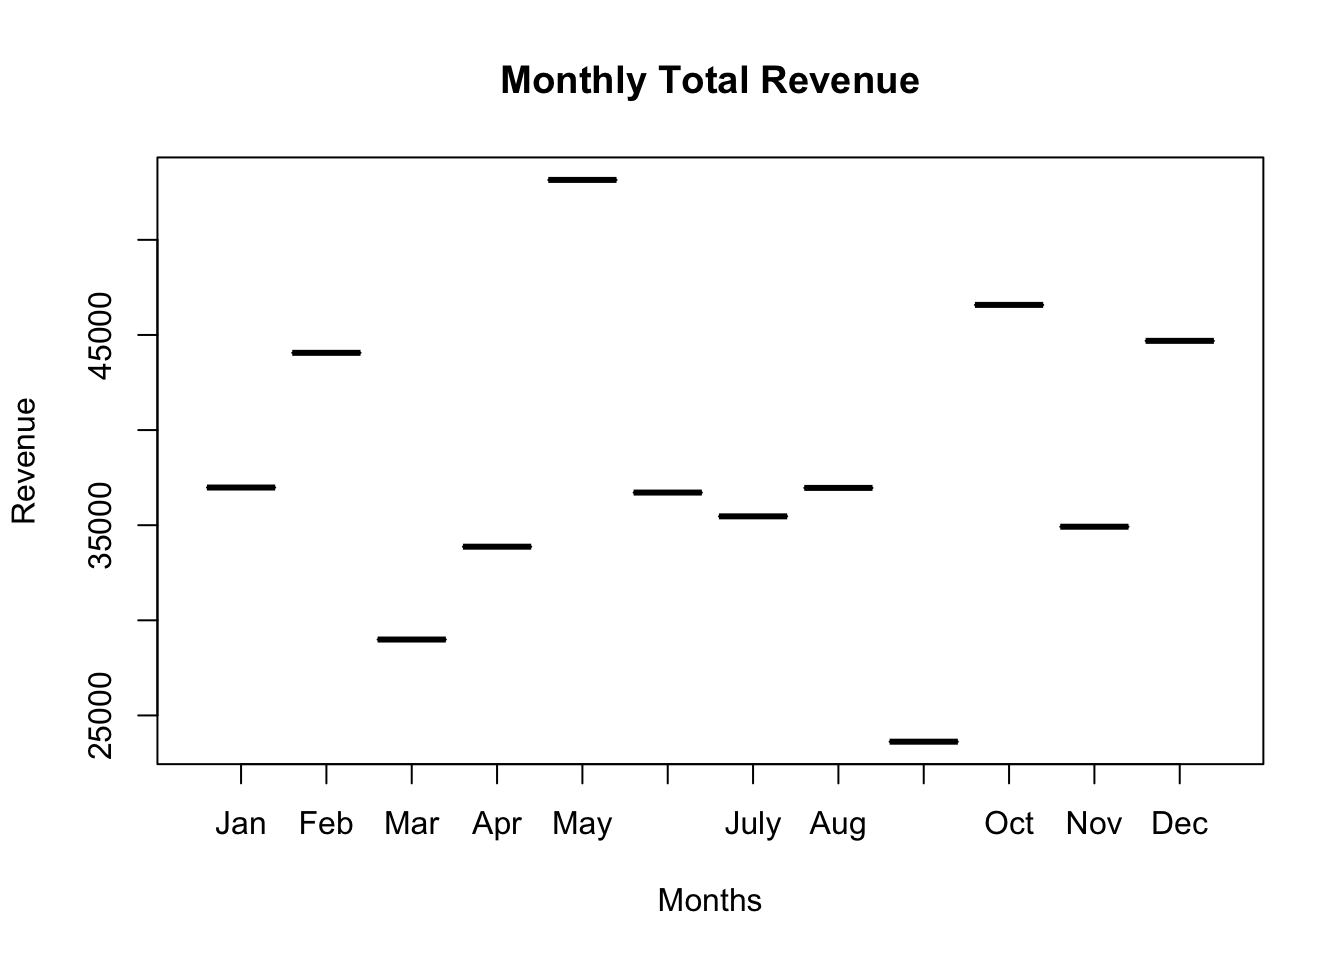 Monthly Total Revenue
Revenue
45000
35000
25000
Jan Feb Mar Apr May July Aug Oct Nov Dec
Months